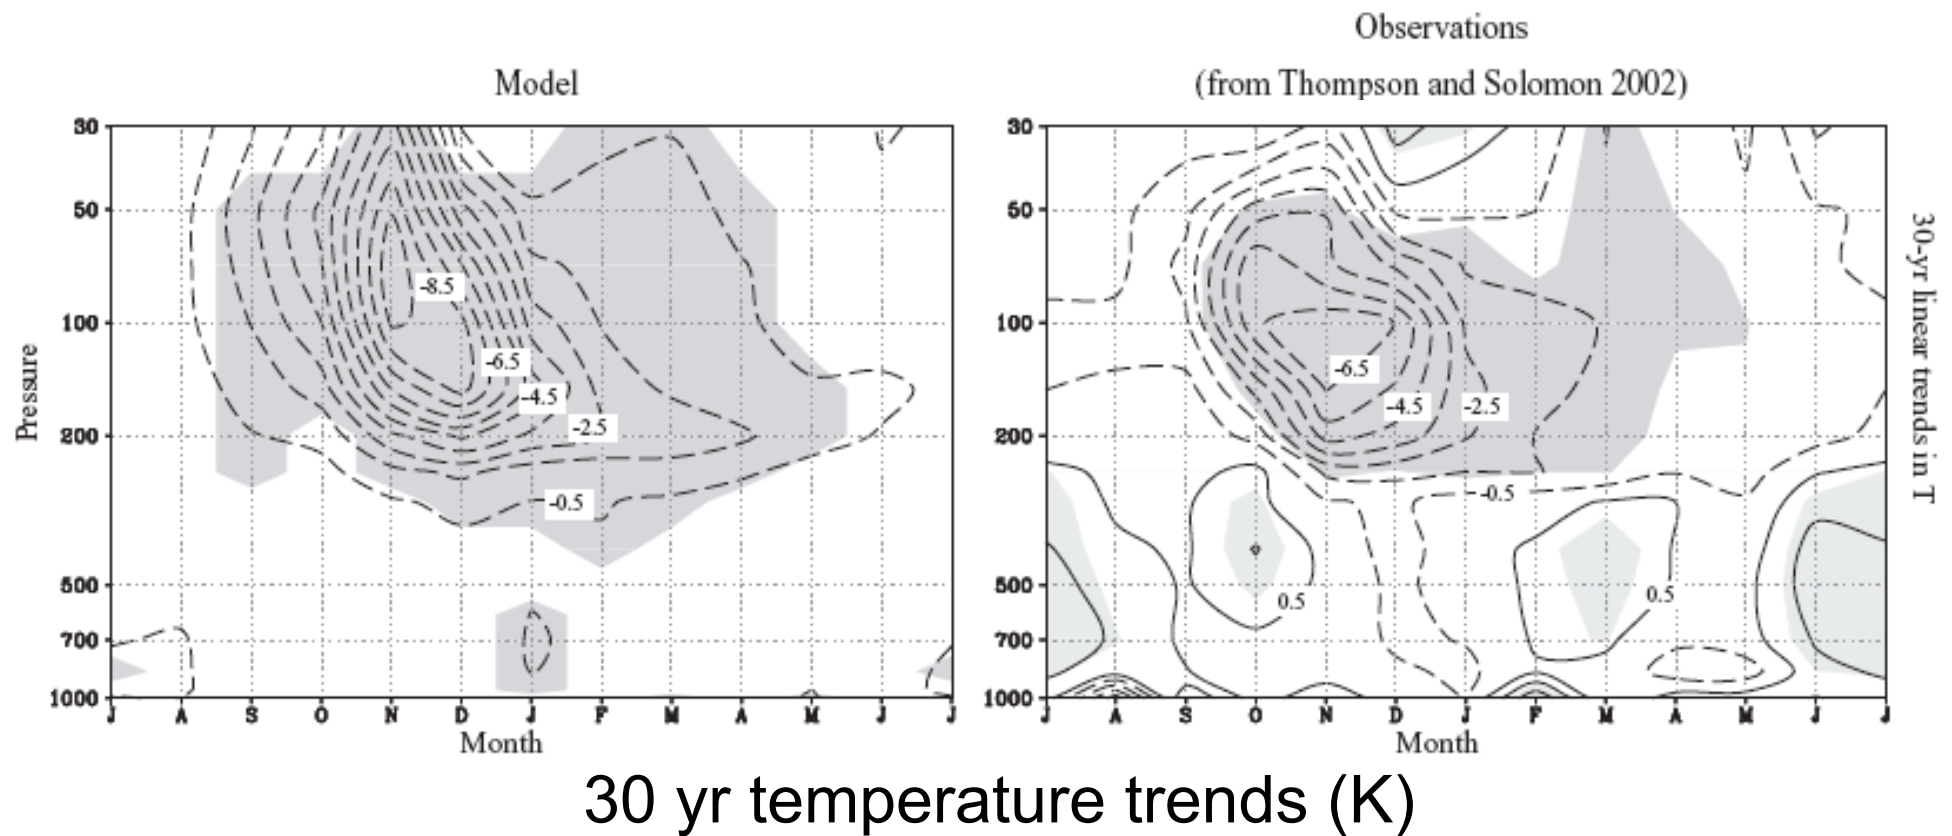 Observations
Model
(from Thompson and Solomon 2002)
30
50
100
200
500
700
1000
Pressure
-8.5
-6.5
-4.5
-2.5
-0.5
J A S O N D J F M A M J J
Month
30
50
100
200
500
700
1000
-6.5
-4.5
-2.5
-0.5
0.5
0.5
J A S O N D J F M A M J J
Month
30-yr linear trends in T
30 yr temperature trends (K)